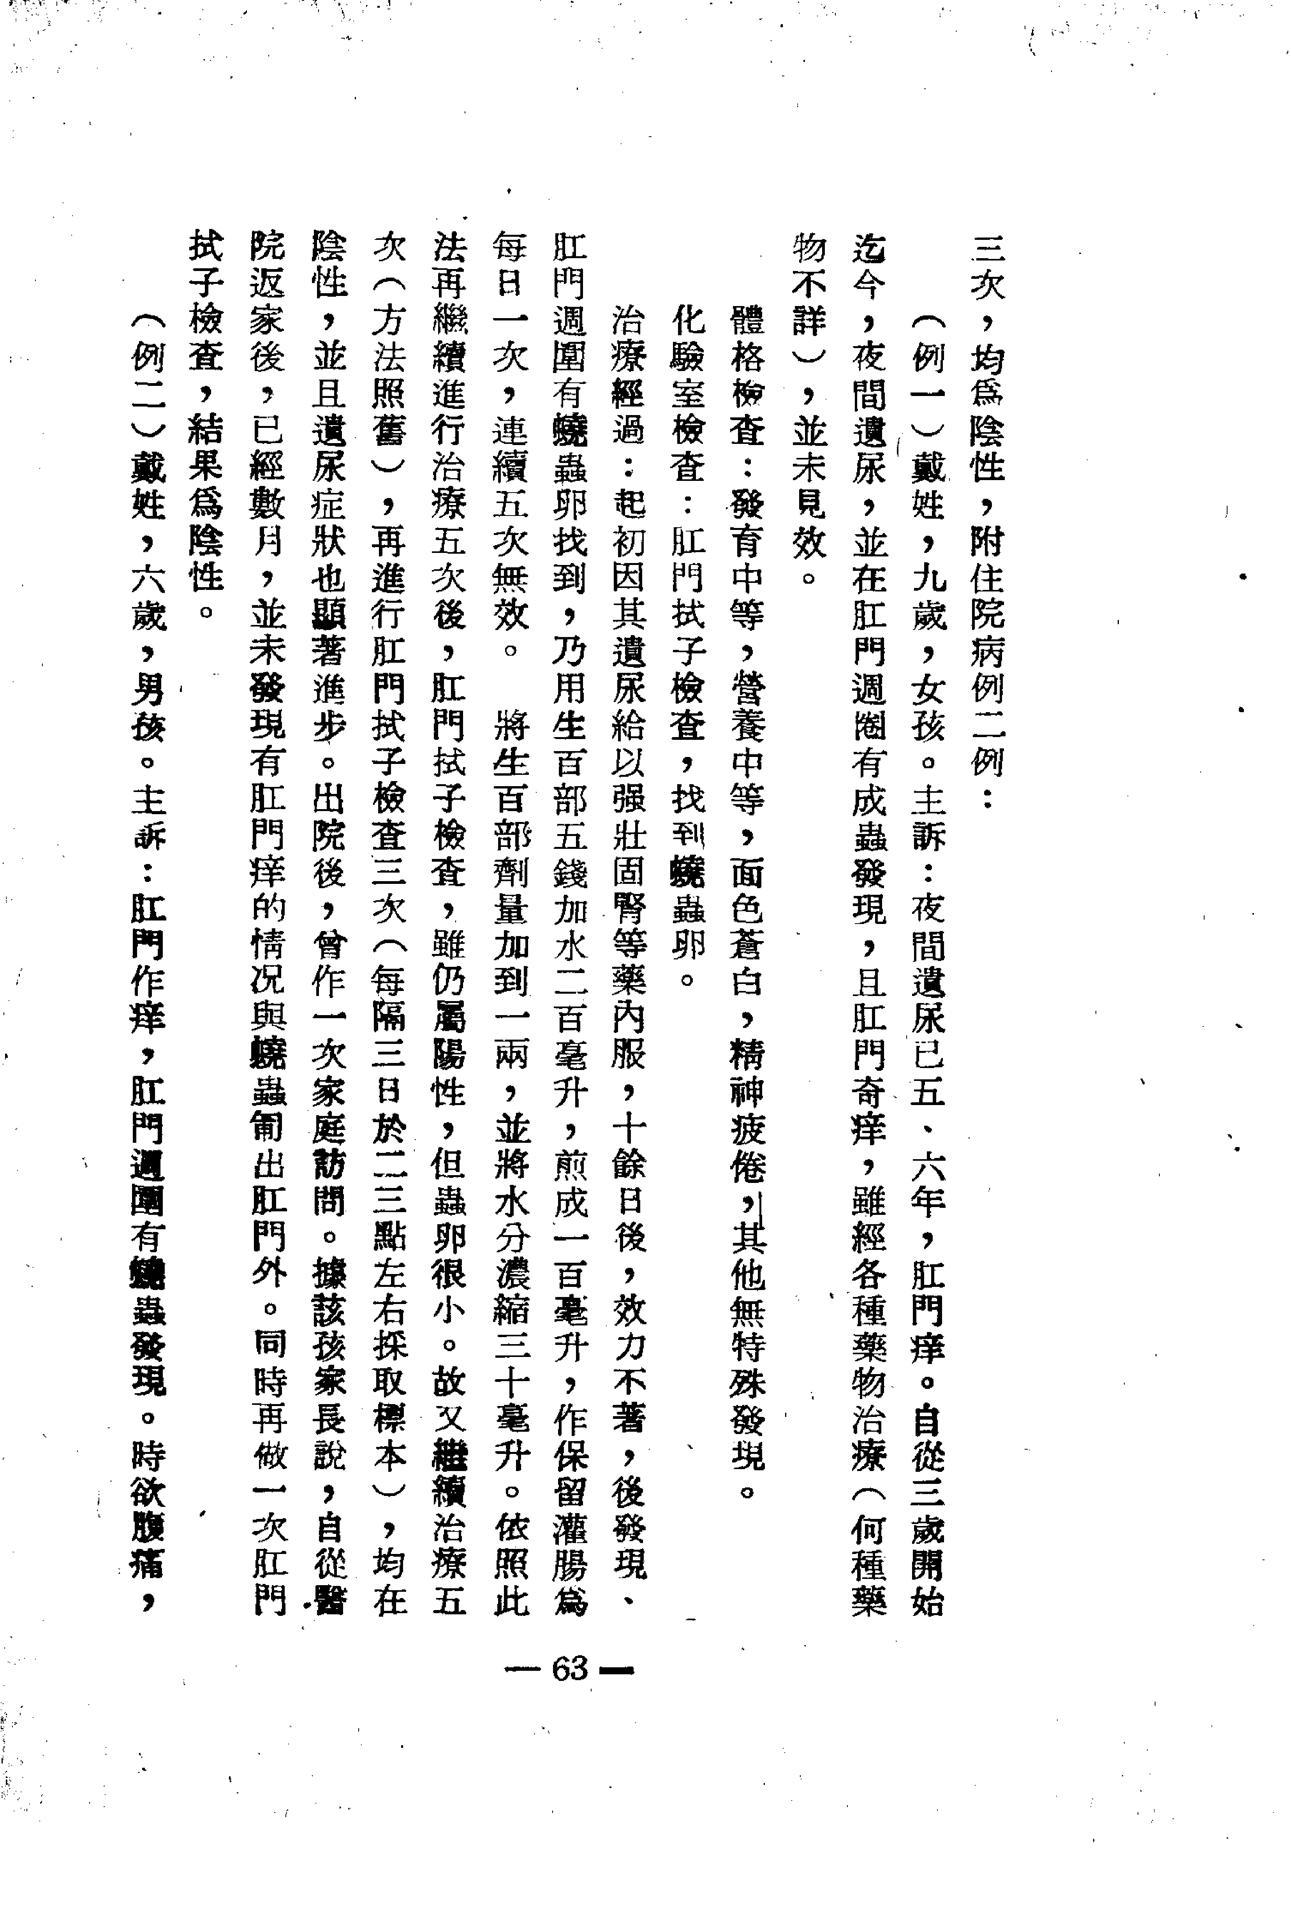 三次，均爲陰性，附住院病例二例：
（例一）戴姓，九歲，女孩。主訴：夜間遺尿已五、六年，肛門痒。自從三歲開始
迄今，夜間遺尿，並在肛門週圈有成蟲發現，且肛門奇痒，雖經各種藥物治療（何種藥
物不詳），並未見效。
體格檢查：發育中等，營養中等，面色蒼白，精神疲倦，其他無特殊發現。
化驗室檢查：肛門拭子檢查，找到蟯蟲卵。
治療經過：起初因其遺尿給以强壯固腎等藥內服，十餘日後，效力不著，後發現、
肛門週圍有蟯蟲卵找到，乃用生百部五錢加水二百毫升，煎成一百毫升，作保留灌腸爲
每日一次，連續五次無效。　將生百部劑量加到一兩，並將水分濃縮三十毫升。依照此
法再繼續進行治療五次後，肛門拭子檢查，雖仍屬陽性，但蟲卵很小。故又繼續治療五
次（方法照舊），再進行肛門拭子檢查三次（每隔三日於二三點左右採取標本），均在
陰性，並且遺尿症狀也顯著進步。出院後，曾作一次家庭訪問。據該孩家長說，自從醫
院返家後，已經數月，並未發現有肛門痒的情况與蟯蟲匍出肛門外。同時再做一次肛門
拭子檢查，結果爲陰性。
（例二）戴姓，六歲，男孩。主訴：肛門作痒，肛門週圍有蟯蟲發現。時欲腹痛，
— 63 —